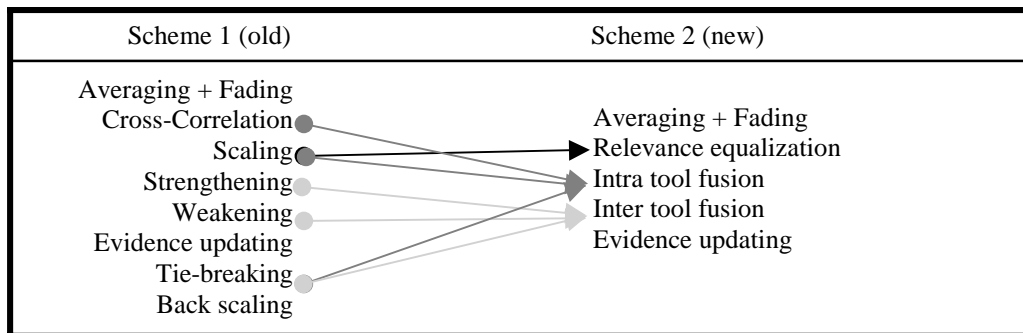 Scheme 1 (old)
Scheme 2 (new)
Averaging + Fading
Cross-Correlation
Scaling
Strengthening
Weakening
Evidence updating
Tie-breaking
Back scaling
Averaging + Fading
Relevance equalization
Intra tool fusion
Inter tool fusion
Evidence updating